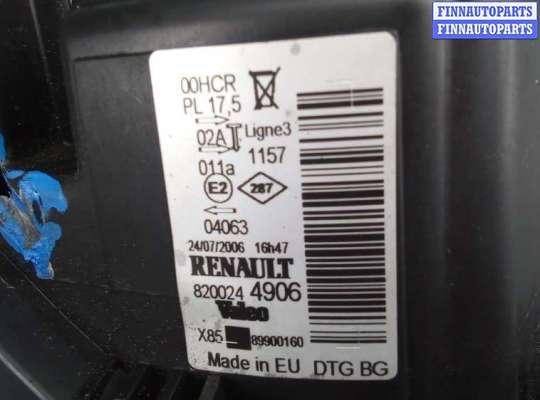 FINNAUTOPARTS
FINNAUTOPARTS
00HCR
PL 17,5
02A Ligne3
1157
011a
E2 287
04063
24/07/2006 16h47
RENAULT
820024 4906
Valeo
X85 89900160
Made in EU DTG BG